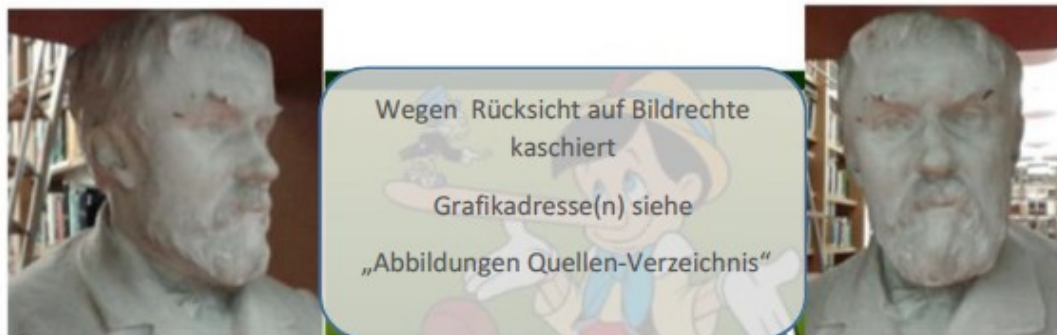 Wegen Rücksicht auf Bildrechte
kaschiert
Grafikadresse(n) siehe
„Abbildungen Quellen-Verzeichnis“